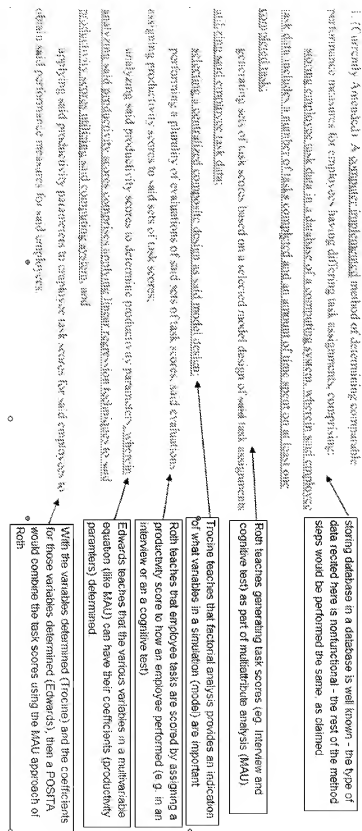 1 (Currently Amended) A computer implemented method of determining comparable
performance measures for employees having differing task assignments, comprising:
storing employee task data in a database of a computing system, wherein said employee
task data includes a number of tasks completed and an amount of time spent on at least one
completed task;
generating sets of task scores based on a selected model design of said task assignments
and said employee task data;
selecting a centralized composite design as said model design;
performing a plurality of evaluations of said sets of task scores, said evaluations
assigning productivity scores to said sets of task scores;
analyzing said productivity scores to determine productivity parameters, wherein
analyzing said productivity scores comprises applying linear regression techniques to said
productivity scores utilizing said computing system; and
applying said productivity parameters to employee task scores for said employees to
obtain said performance measures for said employees.
storing database in a database is well known - the type of
data recited here is nonfunctional - the rest of the method
steps would be performed the same, as claimed
Roth teaches generating task scores (eg. interview and
cognitive test) as part of multiattribute analysis (MAU)
Trocine teaches that factorial analysis provides an indication
of what variables in a simulation (model) are important
Roth teaches that employee tasks are scored by assigning a
productivity score to how an employee performed (e.g. in an
interview or an a cognitive test)
Edwards teaches that the various variables in a multivariable
equation (like MAU) can have their coefficients (productivity
paramters) determined
With the variables determined (Trocine) and the coefficients
for those variables determined (Edwards), then a POSITA
would combine the task scores using the MAU approach of
Roth